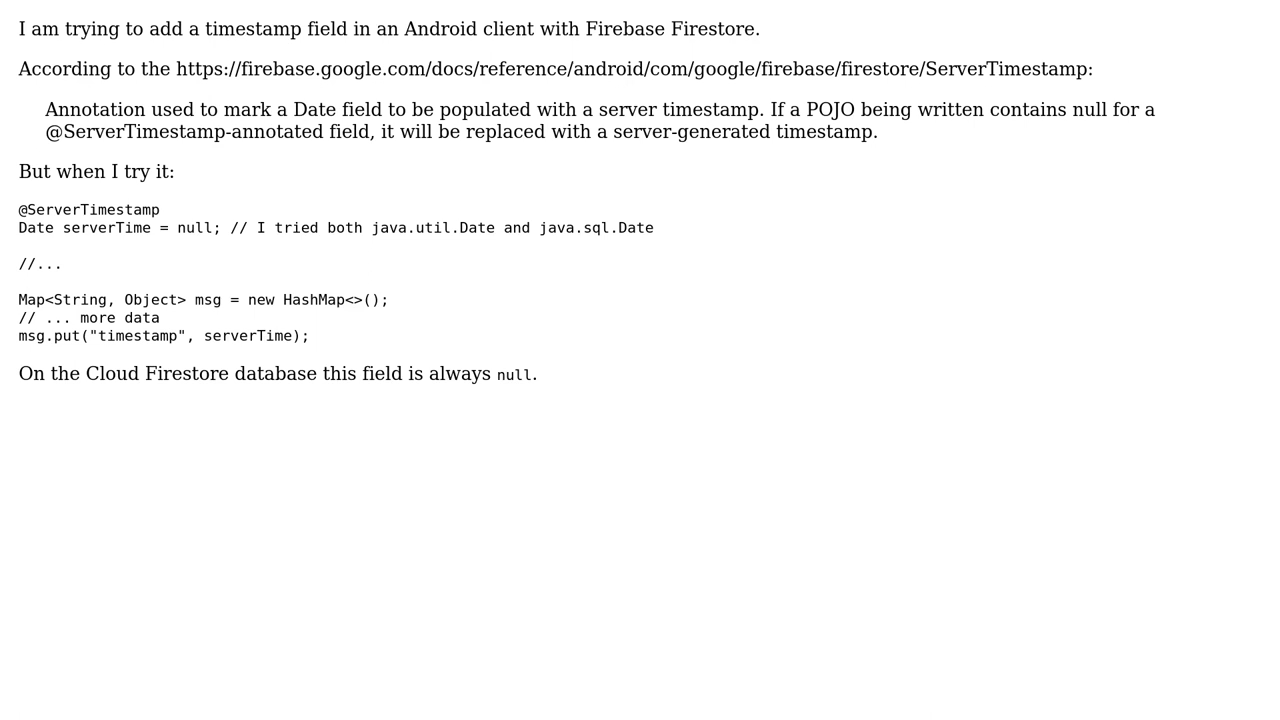 I am trying to add a timestamp field in an Android client with Firebase Firestore.
According to the https://firebase.google.com/docs/reference/android/com/google/firebase/firestore/ServerTimestamp:
Annotation used to mark a Date field to be populated with a server timestamp. If a POJO being written contains null for a
@ServerTimestamp-annotated field, it will be replaced with a server-generated timestamp.
But when I try it:
@ServerTimestamp
Date serverTime = null; // I tried both java.util.Date and java.sql.Date
//...
Map<String, Object> msg = new HashMap<>();
// ... more data
msg.put("timestamp", serverTime);
On the Cloud Firestore database this field is always null.